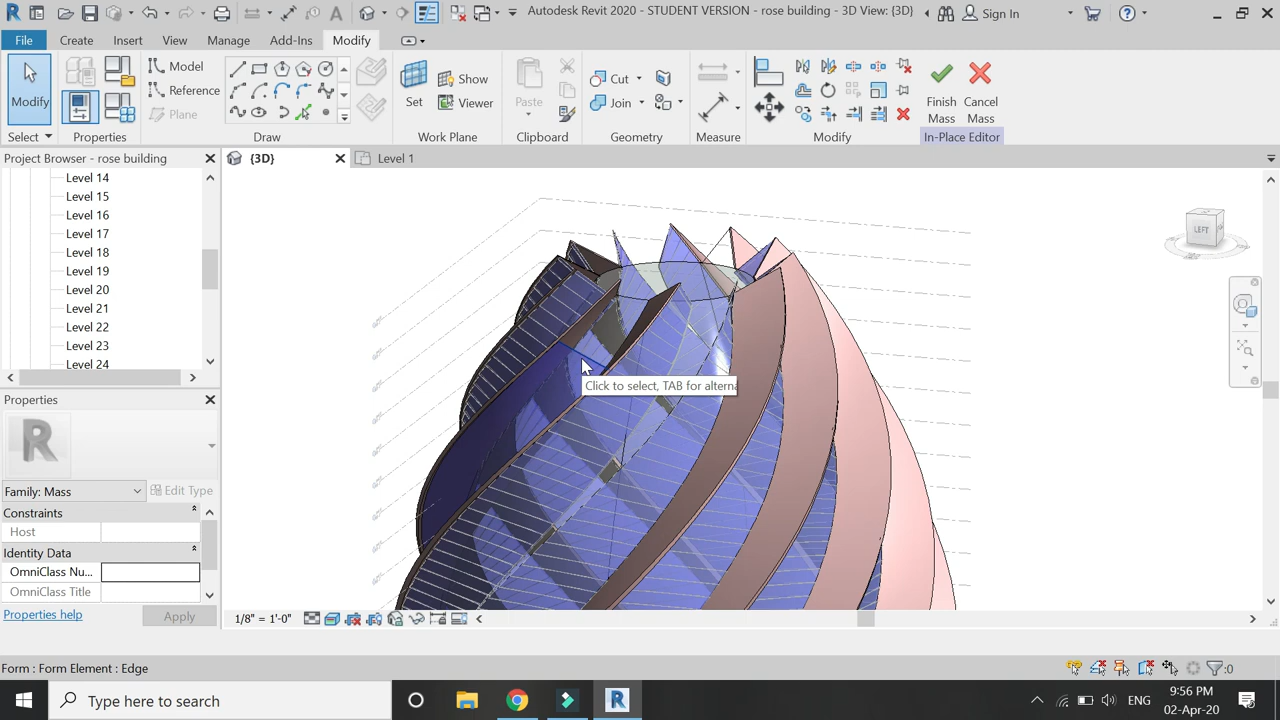 Autodesk Revit 2020 - STUDENT VERSION - rose building - 3D View: {3D}
Sign In
File Create Insert View Manage Add-Ins Modify
Modify
Select
Properties
Model
Reference
Plane
Draw
Set
Show
Viewer
Work Plane
Paste
Clipboard
Cut
Join
Geometry
Measure
Modify
Finish Mass
Cancel Mass
In-Place Editor
Project Browser - rose building
{3D}
Level 1
Level 14
Level 15
Level 16
Level 17
Level 18
Level 19
Level 20
Level 21
Level 22
Level 23
Level 24
LEFT
Click to select, TAB for alterna
Properties
Family: Mass
Edit Type
Constraints
Host
Identity Data
OmniClass Nu...
OmniClass Title
Properties help
Apply
1/8" = 1'-0"
Form : Form Element : Edge
:0
Type here to search
ENG
9:56 PM
02-Apr-20